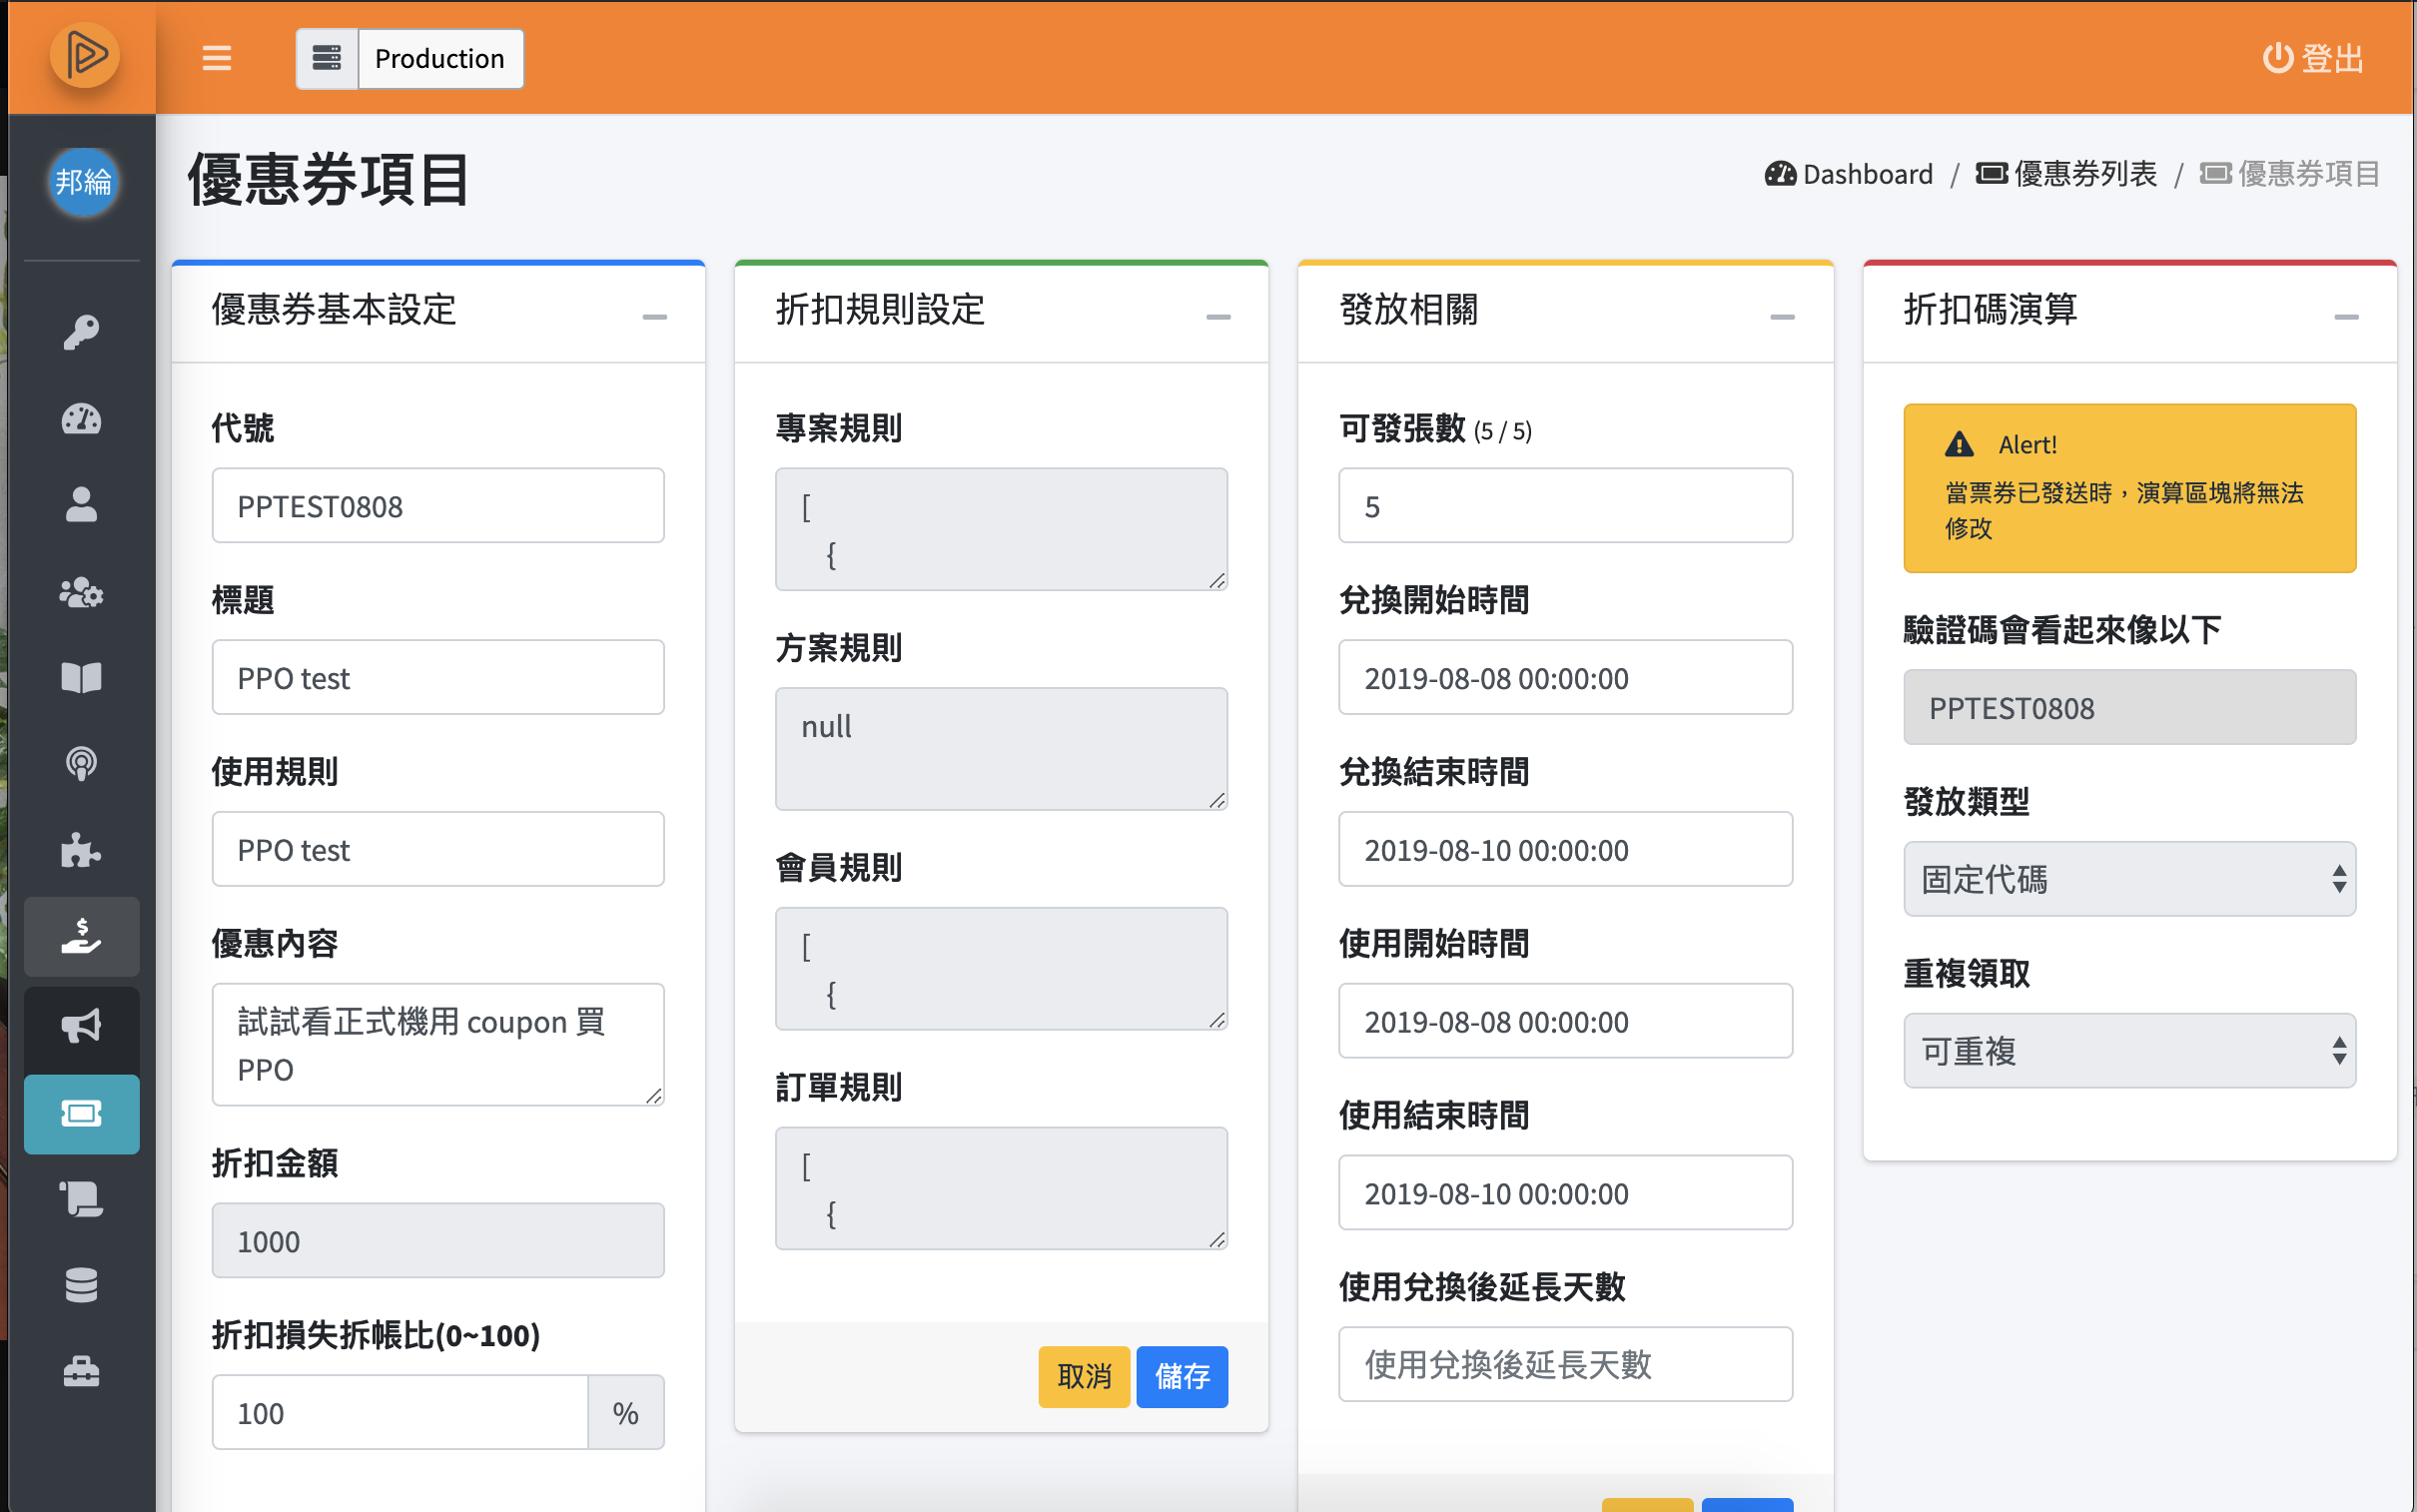 Production
登出
邦綸
優惠券項目
Dashboard / 優惠券列表 / 優惠券項目
優惠券基本設定
代號
PPTEST0808
標題
PPO test
使用規則
PPO test
優惠內容
試試看正式機用 coupon 買
PPO
折扣金額
1000
折扣損失拆帳比(0~100)
100
%
折扣規則設定
專案規則
[
{
方案規則
null
會員規則
[
{
訂單規則
[
{
取消
儲存
發放相關
可發張數 (5 / 5)
5
兌換開始時間
2019-08-08 00:00:00
兌換結束時間
2019-08-10 00:00:00
使用開始時間
2019-08-08 00:00:00
使用結束時間
2019-08-10 00:00:00
使用兌換後延長天數
使用兌換後延長天數
折扣碼演算
Alert!
當票券已發送時，演算區塊將無法
修改
驗證碼會看起來像以下
PPTEST0808
發放類型
固定代碼
重複領取
可重複